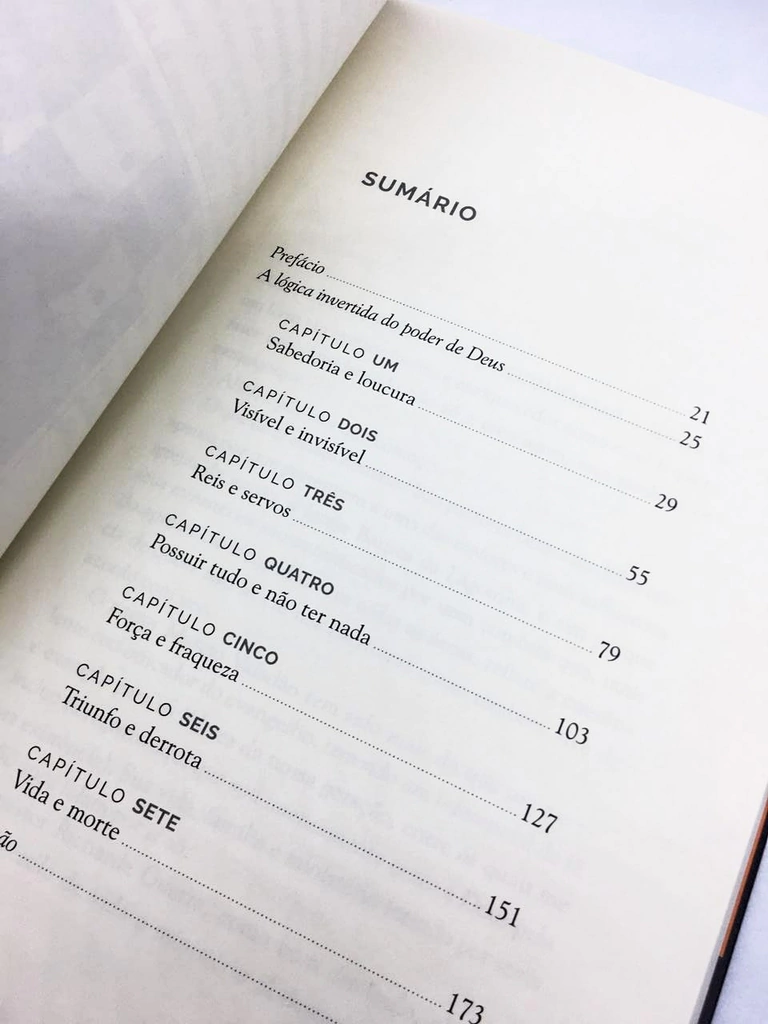 SUMÁRIO
Prefácio 21
A lógica invertida do poder de Deus 25
CAPÍTULO UM
Sabedoria e loucura 29
CAPÍTULO DOIS
Visível e invisível 55
CAPÍTULO TRÊS
Reis e servos 79
CAPÍTULO QUATRO
Possuir tudo e não ter nada 103
CAPÍTULO CINCO
Força e fraqueza 127
CAPÍTULO SEIS
Triunfo e derrota 151
CAPÍTULO SETE
Vida e morte 173
ão